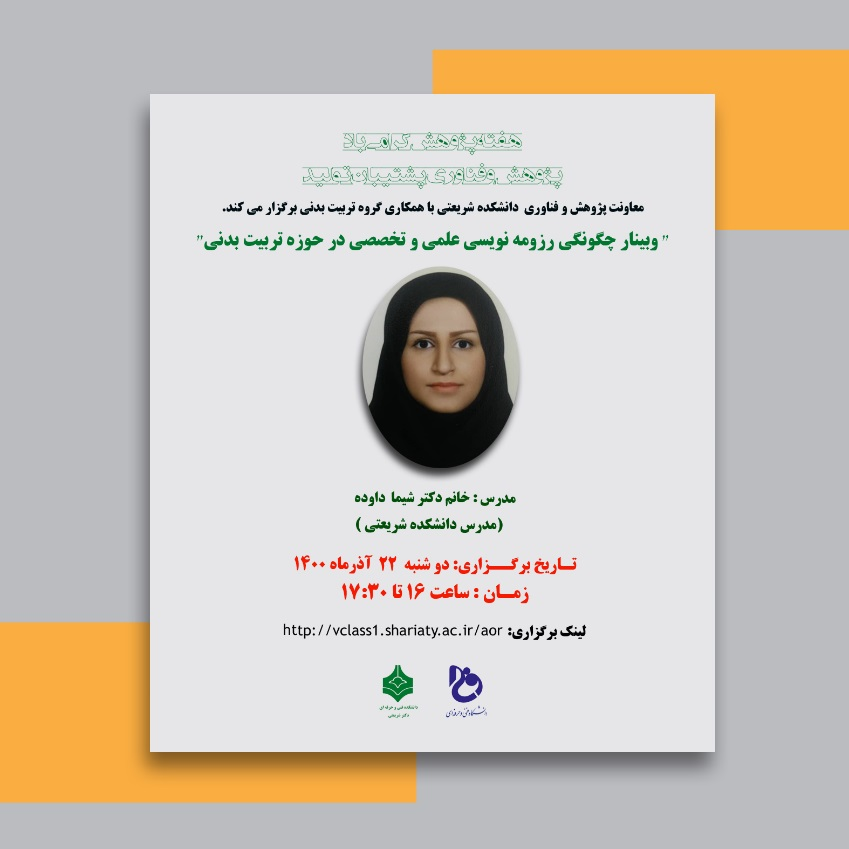 هفته پژوهش گرامی باد
پژوهش و فناوری پشتیبان تولید
معاونت پژوهش و فناوری دانشکده شریعتی با همکاری گروه تربیت بدنی برگزار می کند.
" وبینار چگونگی رزومه نویسی علمی و تخصصی در حوزه تربیت بدنی"
مدرس : خانم دکتر شیما داوده
(مدرس دانشکده شریعتی )
تـاریخ برگـــزاری: دو شنبه ۲۲ آذرماه ۱۴۰۰
زمــان : ساعت ۱۶ تا ۱۷:۳۰
لینک برگزاری: http://vclass1.shariaty.ac.ir/aor
دانشگاه فنی و حرفه ای
دانشکده فنی و حرفه ای
دکتر شریعتی